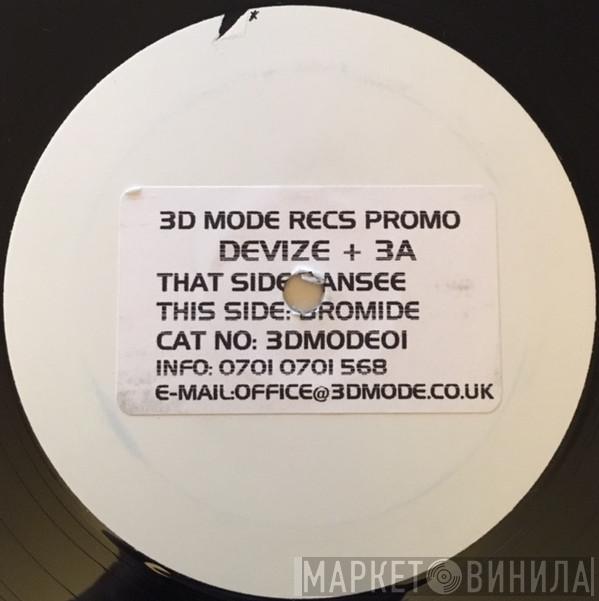 3D MODE RECS PROMO
DEVIZE + 3A
THAT SIDE: ANSEE
THIS SIDE: BROMIDE
CAT NO: 3DMODE01
INFO: 0701 0701 568
E-MAIL:OFFICE@3DMODE.CO.UK
МАРКЕТ ВИНИЛА